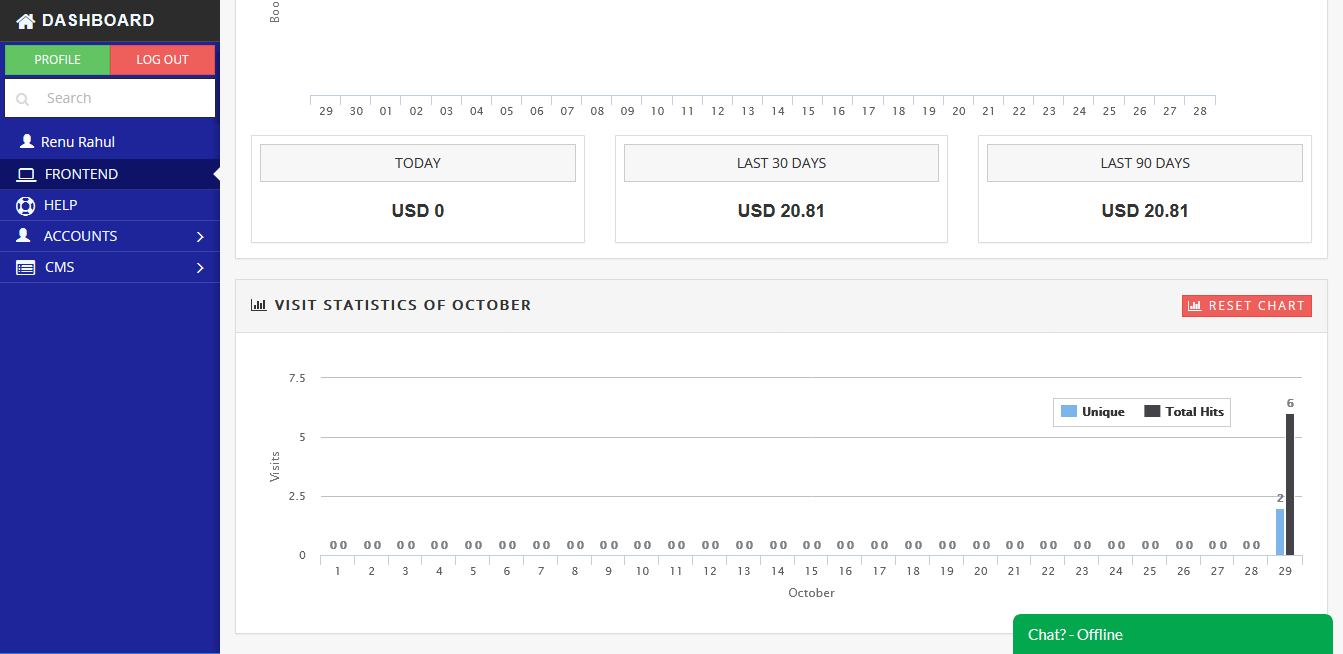 DASHBOARD
PROFILE
LOG OUT
Search
Renu Rahul
FRONTEND
HELP
ACCOUNTS
CMS
Boo
29 30 01 02 03 04 05 06 07 08 09 10 11 12 13 14 15 16 17 18 19 20 21 22 23 24 25 26 27 28
TODAY
USD 0
LAST 30 DAYS
USD 20.81
LAST 90 DAYS
USD 20.81
VISIT STATISTICS OF OCTOBER
RESET CHART
7.5
5
2.5
0
Visits
Unique
Total Hits
0 0 0 0 0 0 0 0 0 0 0 0 0 0 0 0 0 0 0 0 0 0 0 0 0 0 0 0 0 0 0 0 0 0 0 0 0 0 0 0 0 0 0 0 0 0 0 0 0 0 0 0 0 0 0 0 2 6
1 2 3 4 5 6 7 8 9 10 11 12 13 14 15 16 17 18 19 20 21 22 23 24 25 26 27 28 29
October
Chat? - Offline